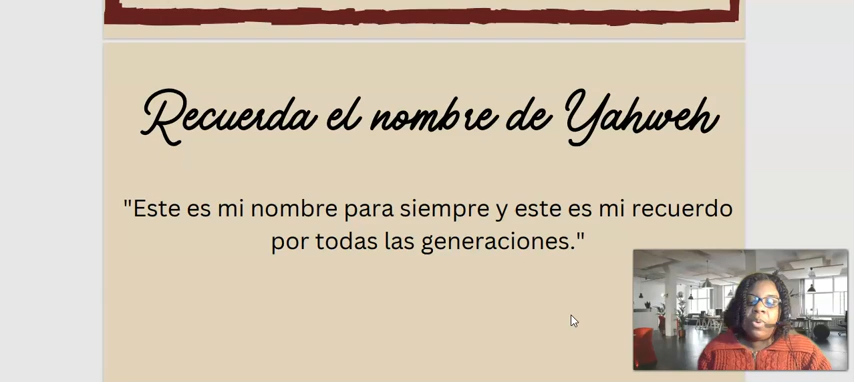 Recuerda el nombre de Yahweh
"Este es mi nombre para siempre y este es mi recuerdo
por todas las generaciones."